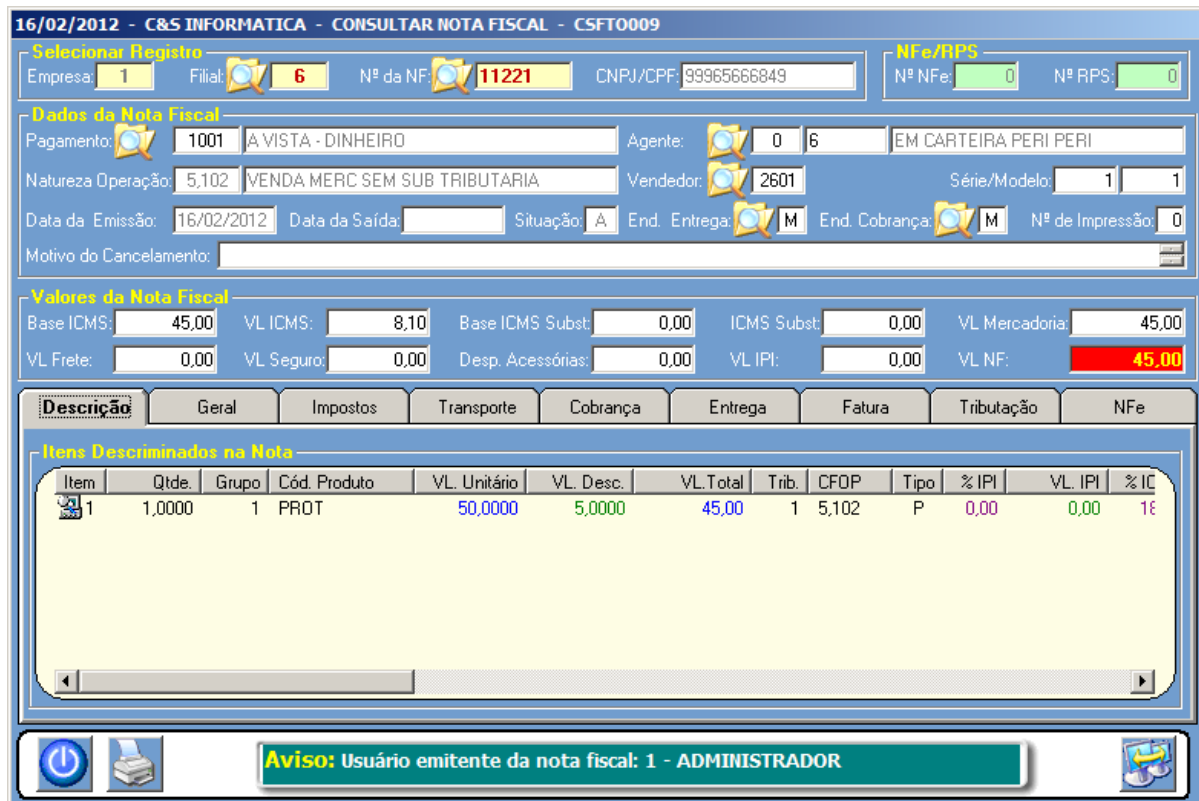 16/02/2012 - C&S INFORMATICA - CONSULTAR NOTA FISCAL - CSFTO009
Selecionar Registro NFe/RPS
Empresa: 1 Filial: 6 Nº da NF: 11221 CNPJ/CPF: 99965666849 Nº NFe: 0 Nº RPS: 0
Dados da Nota Fiscal
Pagamento: 1001 A VISTA - DINHEIRO Agente: 0 6 EM CARTEIRA PERI PERI
Natureza Operação: 5,102 VENDA MERC SEM SUB TRIBUTARIA Vendedor: 2601 Série/Modelo: 1 1
Data da Emissão: 16/02/2012 Data da Saída: Situação: A End. Entrega: M End. Cobrança: M Nº de Impressão: 0
Motivo do Cancelamento:
Valores da Nota Fiscal
Base ICMS: 45,00 VL ICMS: 8,10 Base ICMS Subst: 0,00 ICMS Subst: 0,00 VL Mercadoria: 45,00
VL Frete: 0,00 VL Seguro: 0,00 Desp. Acessórias: 0,00 VL IPI: 0,00 VL NF: 45,00
Descrição Geral Impostos Transporte Cobrança Entrega Fatura Tributação NFe
Itens Descriminados na Nota
Item Qtde. Grupo Cód. Produto VL. Unitário VL. Desc. VL.Total Trib. CFOP Tipo % IPI VL. IPI % IC
1 1,0000 1 PROT 50,0000 5,0000 45,00 1 5,102 P 0,00 0,00 18
Aviso: Usuário emitente da nota fiscal: 1 - ADMINISTRADOR